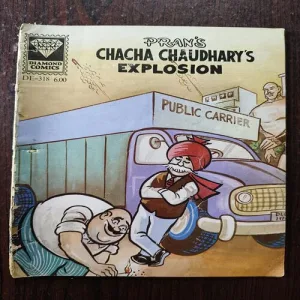 PRAN'S
CHACHA CHAUDHARY'S
EXPLOSION
DIAMOND
COMICS
PUBLIC CARRIER